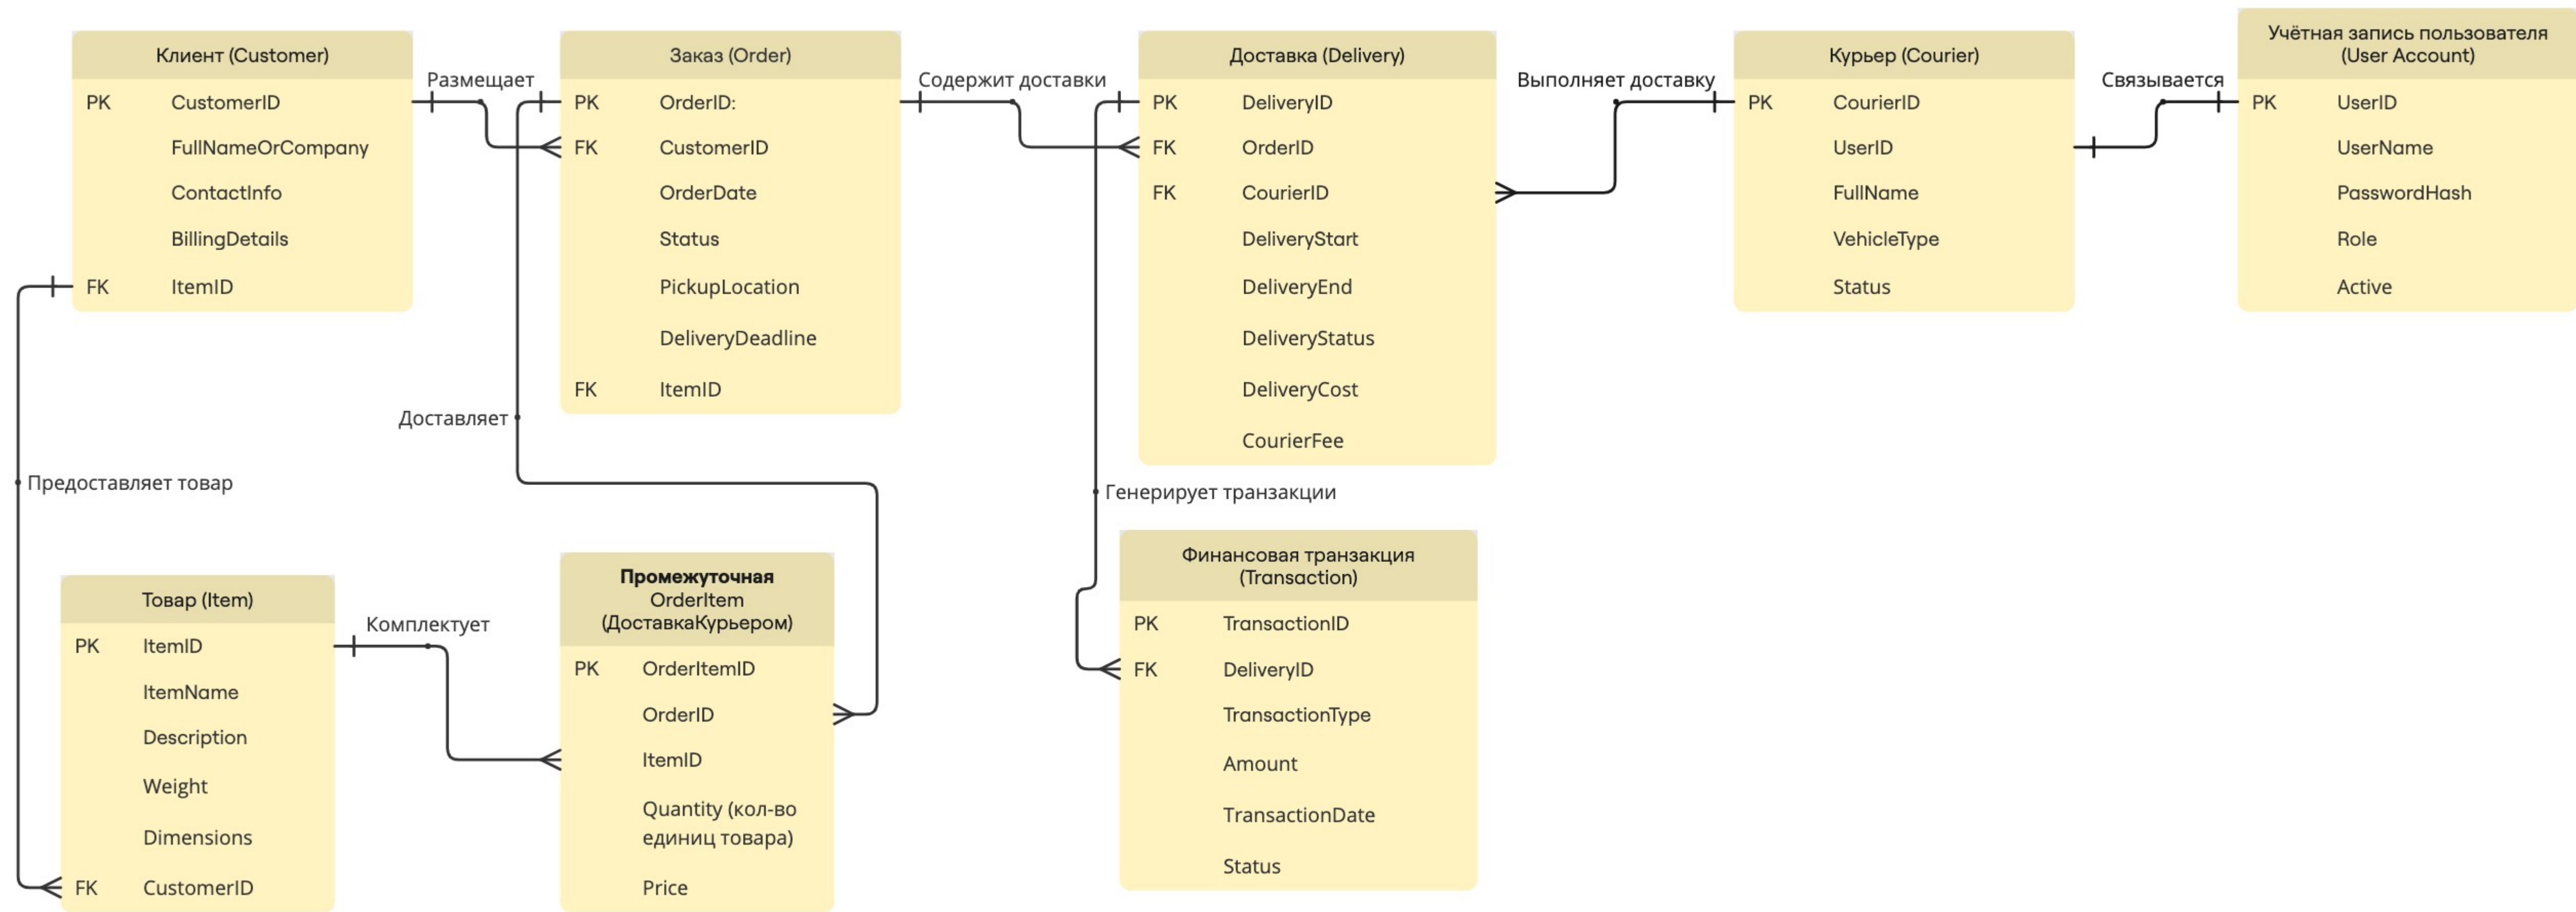 Клиент (Customer)
PK CustomerID
FullNameOrCompany
ContactInfo
BillingDetails
FK ItemID
Размещает
Заказ (Order)
PK OrderID:
FK CustomerID
OrderDate
Status
PickupLocation
DeliveryDeadline
FK ItemID
Содержит доставки
Доставка (Delivery)
PK DeliveryID
FK OrderID
FK CourierID
DeliveryStart
DeliveryEnd
DeliveryStatus
DeliveryCost
CourierFee
Выполняет доставку
Курьер (Courier)
PK CourierID
UserID
FullName
VehicleType
Status
Связывается
Учётная запись пользователя
(User Account)
PK UserID
UserName
PasswordHash
Role
Active
Доставляет
Предоставляет товар
Генерирует транзакции
Товар (Item)
PK ItemID
ItemName
Description
Weight
Dimensions
FK CustomerID
Комплектует
Промежуточная
OrderItem
(ДоставкаКурьером)
PK OrderItemID
OrderID
ItemID
Quantity (кол-во
единиц товара)
Price
Финансовая транзакция
(Transaction)
PK TransactionID
FK DeliveryID
TransactionType
Amount
TransactionDate
Status